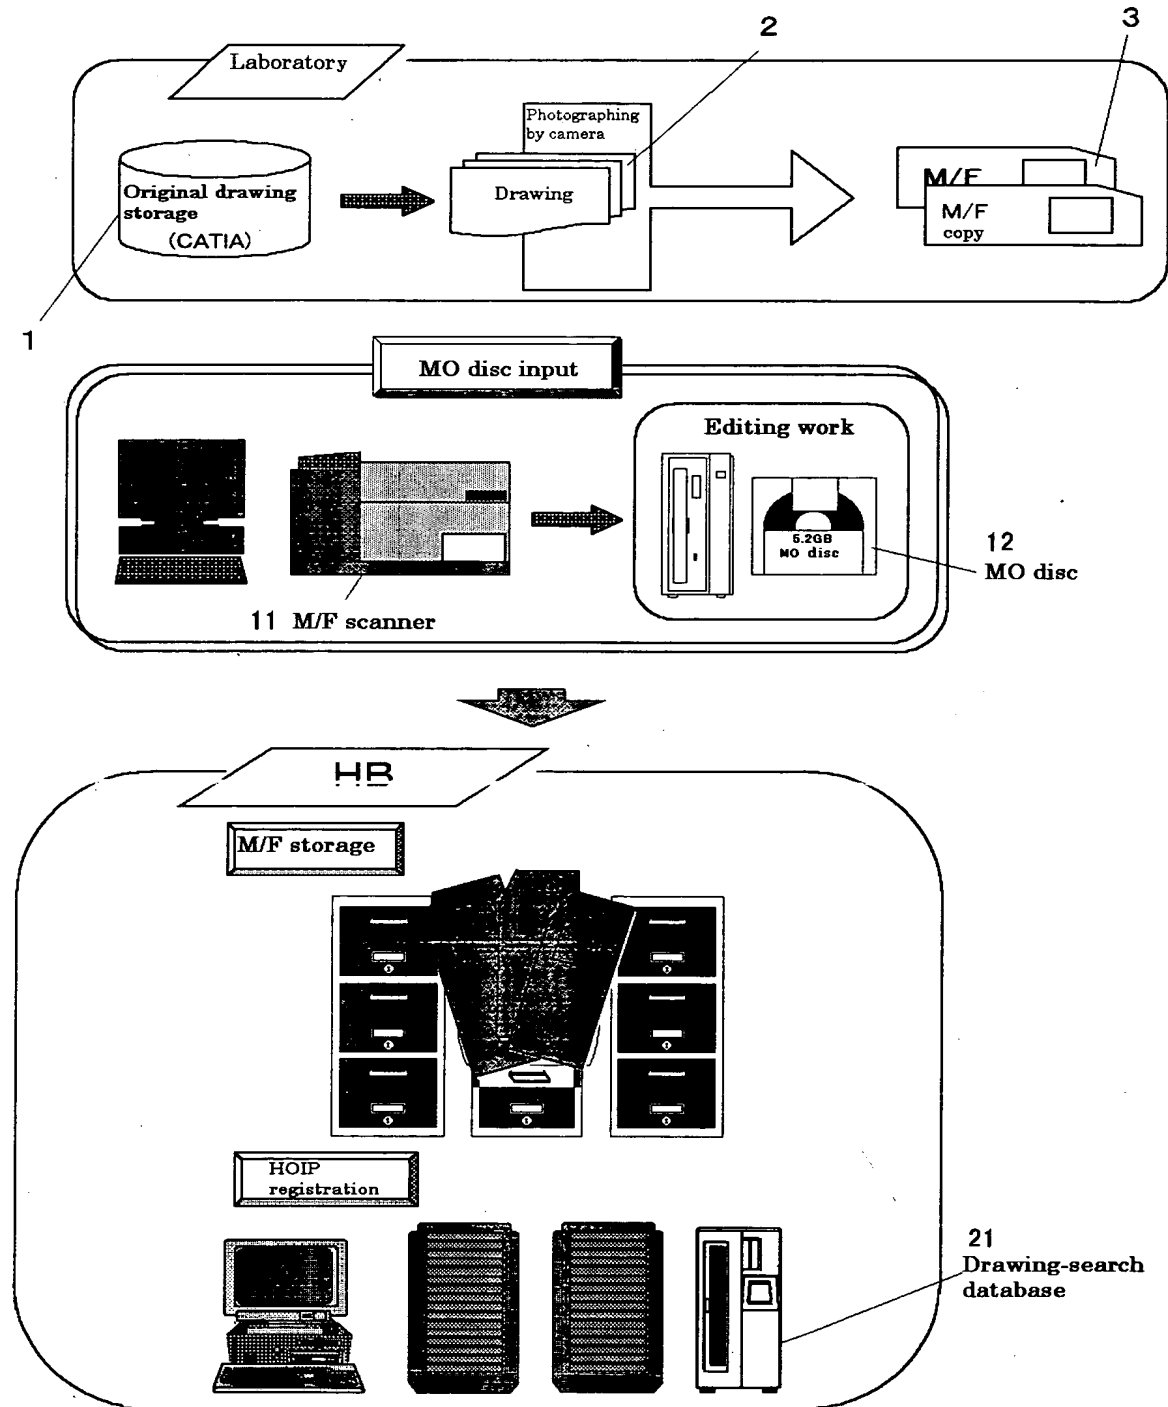 2
3
Laboratory
Photographing
by camera
Original drawing
storage
(CATIA)
Drawing
M/F
M/F
copy
1
MO disc input
Editing work
5.2GB
MO disc
12
MO disc
11 M/F scanner
HB
M/F storage
HOIP
registration
21
Drawing-search
database